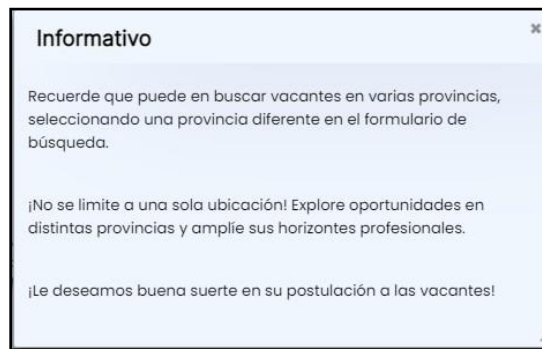 Informativo
Recuerde que puede en buscar vacantes en varias provincias,
seleccionando una provincia diferente en el formulario de
búsqueda.
¡No se limite a una sola ubicación! Explore oportunidades en
distintas provincias y amplíe sus horizontes profesionales.
¡Le deseamos buena suerte en su postulación a las vacantes!